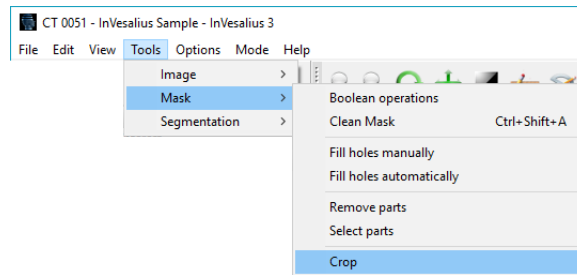 CT 0051 - InVesalius Sample - InVesalius 3
File Edit View Tools Options Mode Help
Image
Mask
Segmentation
Boolean operations
Clean Mask Ctrl+Shift+A
Fill holes manually
Fill holes automatically
Remove parts
Select parts
Crop